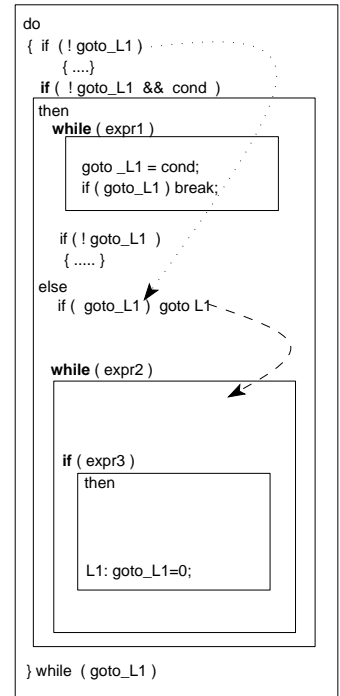 do
{ if ( ! goto_L1 )
{ ....}
if ( ! goto_L1 && cond )
then
while ( expr1 )
goto _L1 = cond;
if ( goto_L1 ) break;
if ( ! goto_L1 )
{ ..... }
else
if ( goto_L1 ) goto L1
while ( expr2 )
if ( expr3 )
then
L1: goto_L1=0;
} while ( goto_L1 )